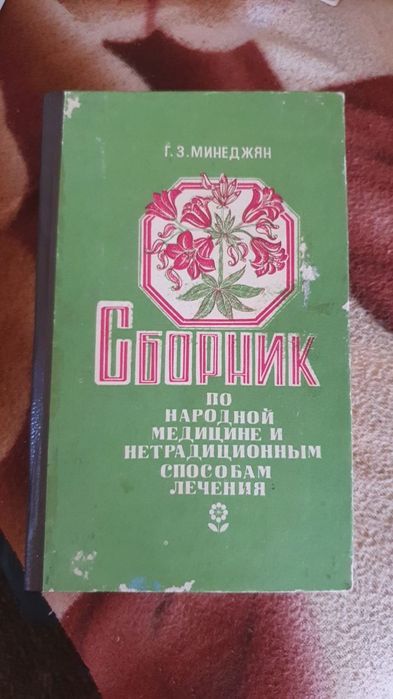 Г.З.МИНЕДЖЯН
СБОРНИК
ПО
НАРОДНОЙ
МЕДИЦИНЕ И
НЕТРАДИЦИОННЫМ
СПОСОБАМ
ЛЕЧЕНИЯ